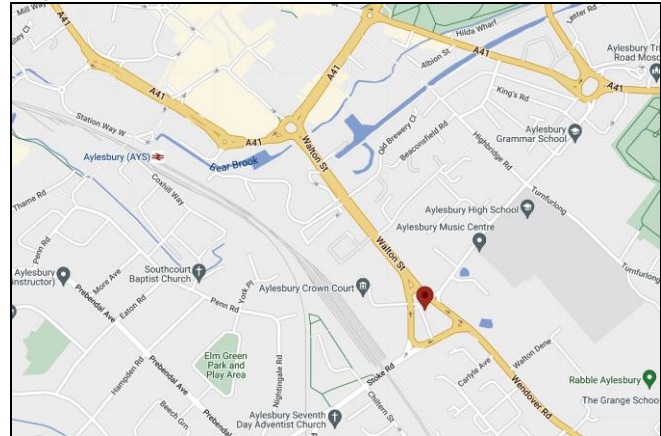 Mill Way
A41
Hilda Wharf
Albion St
A41
A41
A41
King's Rd
Aylesbury
Road
A41
A41
Station Way W
Aylesbury (AYS)
Bear Brook
Walton St
Old Brewery Cl
Beaconsfield Rd
Highbridge Rd
Aylesbury
Grammar School
Coxhill Way
Thame Rd
Penn Rd
Aylesbury High School
Turnfurlong
Aylesbury Music Centre
Walton St
Turnfurlong
Aylesbury
More Ave
Southcourt
Baptist Church
York Pl
Aylesbury Crown Court
Prebendal Ave
Eaton Rd
Penn Rd
Elm Green
Park and
Play Area
Nightingale Rd
Prebendal Ave
Hampden Rd
Stoke Rd
Carlyle Ave
Walton Dene
Wendover Rd
Rabble Aylesbury
The Grange School
Chiltern St
Beech Grn
Prebendal Ave
Aylesbury Seventh
Day Adventist Church